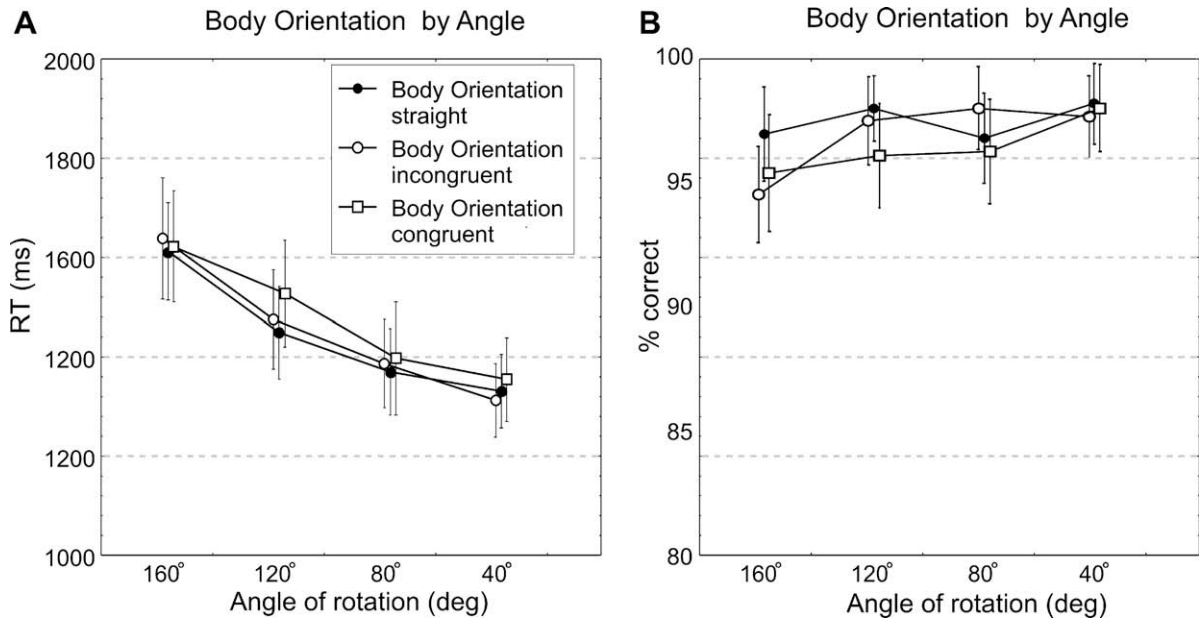 A
Body Orientation by Angle
2000
1800
1600
1200
1200
1000
RT (ms)
Body Orientation
straight
Body Orientation
incongruent
Body Orientation
congruent
160° 120° 80° 40°
Angle of rotation (deg)
B
Body Orientation by Angle
100
95
90
85
80
% correct
160° 120° 80° 40°
Angle of rotation (deg)